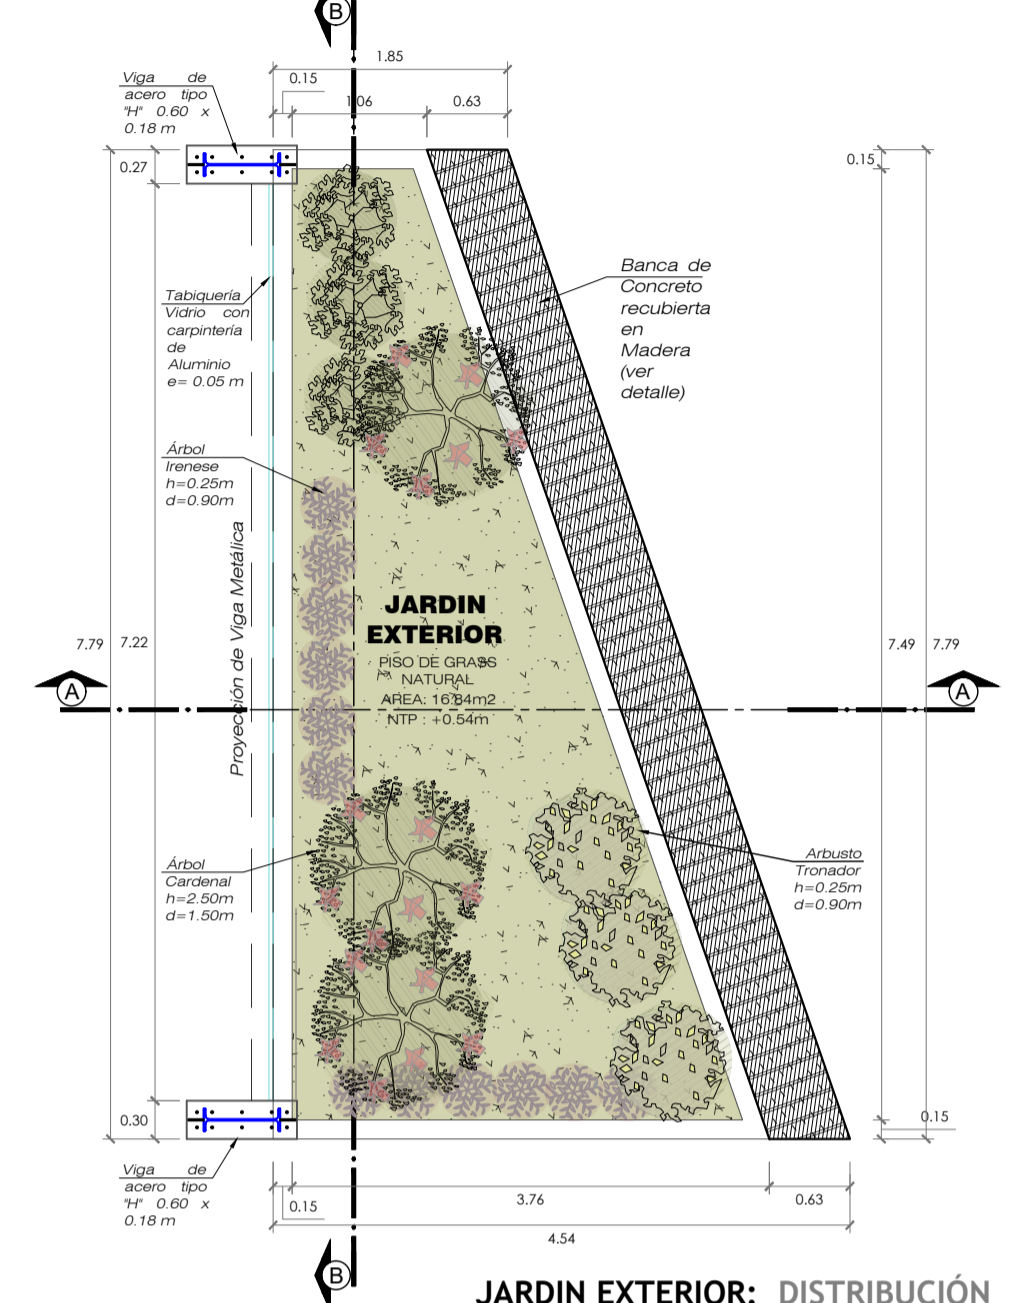 B
1.85
0.15
1.06
0.63
Viga de
acero tipo
"H" 0.60 x
0.18 m
0.27
0.15
Banca de
Concreto
recubierta
en
Madera
(ver
detalle)
Tabiquería
Vidrio con
carpintería
de
Aluminio
e= 0.05 m
Árbol
Irenese
h=0.25m
d=0.90m
Proyección de Viga Metálica
JARDIN
EXTERIOR
PISO DE GRASS
NATURAL
AREA: 16.84m2
NTP : +0.54m
7.79
7.22
7.49
7.79
A
A
Árbol
Cardenal
h=2.50m
d=1.50m
Arbusto
Tronador
h=0.25m
d=0.90m
0.30
0.15
Viga de
acero tipo
"H" 0.60 x
0.18 m
0.15
3.76
0.63
4.54
B
JARDIN EXTERIOR: DISTRIBUCIÓN